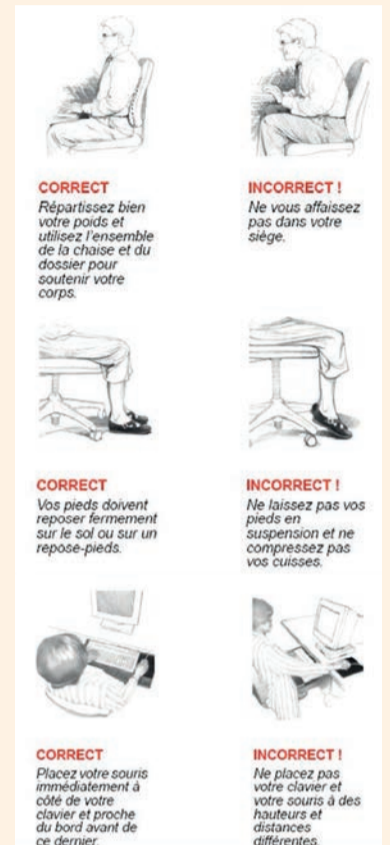 CORRECT
Répartissez bien
votre poids et
utilisez l'ensemble
de la chaise et du
dossier pour
soutenir votre
corps.
INCORRECT !
Ne vous affaissez
pas dans votre
siège.
CORRECT
Vos pieds doivent
reposer fermement
sur le sol ou sur un
repose-pieds.
INCORRECT !
Ne laissez pas vos
pieds en
suspension et ne
compressez pas
vos cuisses.
CORRECT
Placez votre souris
immédiatement à
côté de votre
clavier et proche
du bord avant de
ce dernier.
INCORRECT !
Ne placez pas
votre clavier et
votre souris à des
hauteurs et
distances
différentes.